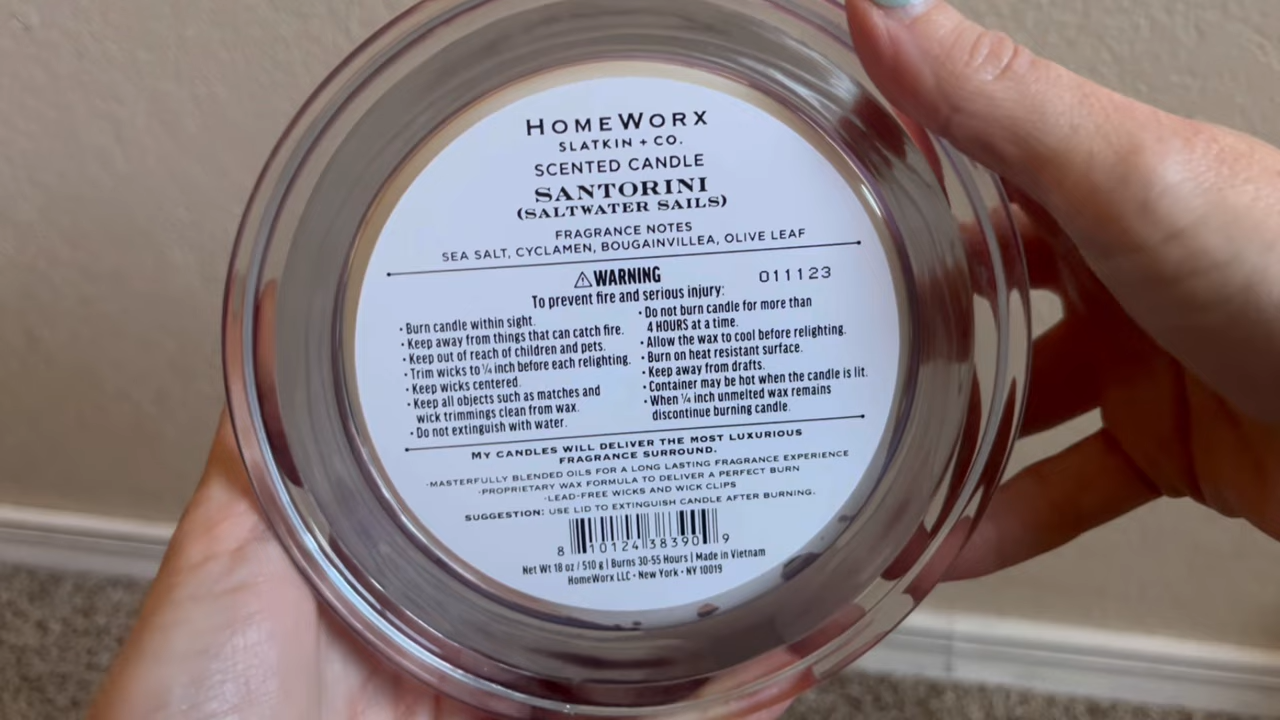 HOMEWORX
SLATKIN + CO.
SCENTED CANDLE
SANTORINI
(SALTWATER SAILS)
FRAGRANCE NOTES
SEA SALT, CYCLAMEN, BOUGAINVILLEA, OLIVE LEAF
⚠WARNING
011123
To prevent fire and serious injury:
• Burn candle within sight.
• Keep away from things that can catch fire.
• Keep out of reach of children and pets.
• Trim wicks to ¼ inch before each relighting.
• Keep wicks centered.
• Keep all objects such as matches and
wick trimmings clean from wax.
• Do not extinguish with water.
• Do not burn candle for more than
4 HOURS at a time.
• Allow the wax to cool before relighting.
• Burn on heat resistant surface.
• Keep away from drafts.
• Container may be hot when the candle is lit.
• When ¼ inch unmelted wax remains
discontinue burning candle.
MY CANDLES WILL DELIVER THE MOST LUXURIOUS
FRAGRANCE SURROUND.
·MASTERFULLY BLENDED OILS FOR A LONG LASTING FRAGRANCE EXPERIENCE
·PROPRIETARY WAX FORMULA TO DELIVER A PERFECT BURN
·LEAD-FREE WICKS AND WICK CLIPS
SUGGESTION: USE LID TO EXTINGUISH CANDLE AFTER BURNING.
8 10124 38390 9
Net Wt 18 oz / 510 g | Burns 30-55 Hours | Made in Vietnam
HomeWorx LLC • New York • NY 10019